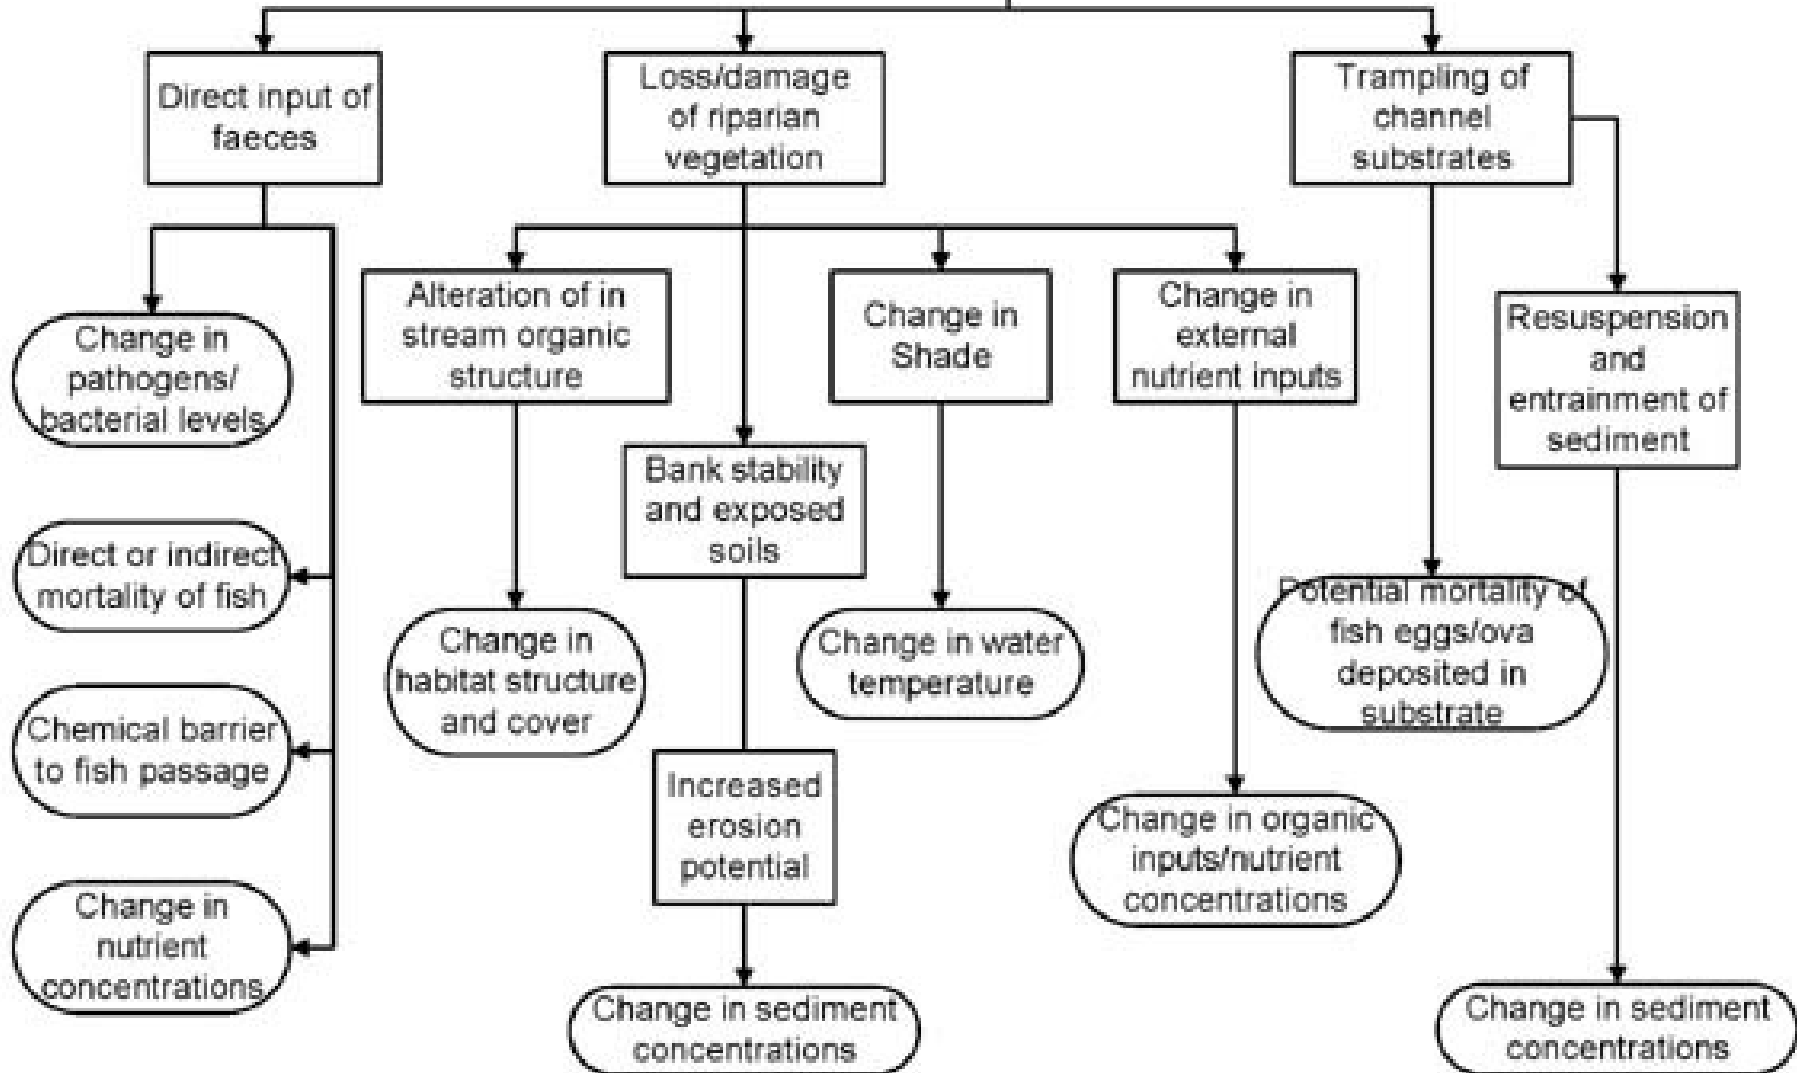 Direct input of
faeces
Loss/damage
of riparian
vegetation
Trampling of
channel
substrates
Alteration of in
stream organic
structure
Change in
Shade
Change in
external
nutrient inputs
Resuspension
and
entrainment of
sediment
Change in
pathogens/
bacterial levels
Bank stability
and exposed
soils
Direct or indirect
mortality of fish
Change in
habitat structure
and cover
Change in water
temperature
Potential mortality of
fish eggs/ova
deposited in
substrate
Chemical barrier
to fish passage
Increased
erosion
potential
Change in organic
inputs/nutrient
concentrations
Change in
nutrient
concentrations
Change in sediment
concentrations
Change in sediment
concentrations